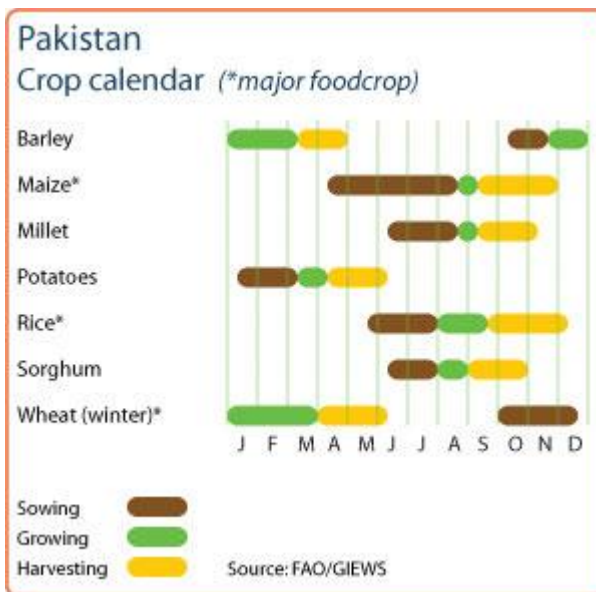 Pakistan
Crop calendar (*major foodcrop)
Barley
Maize*
Millet
Potatoes
Rice*
Sorghum
Wheat (winter)*
J F M A M J J A S O N D
Sowing
Growing
Harvesting
Source: FAO/GIEWS